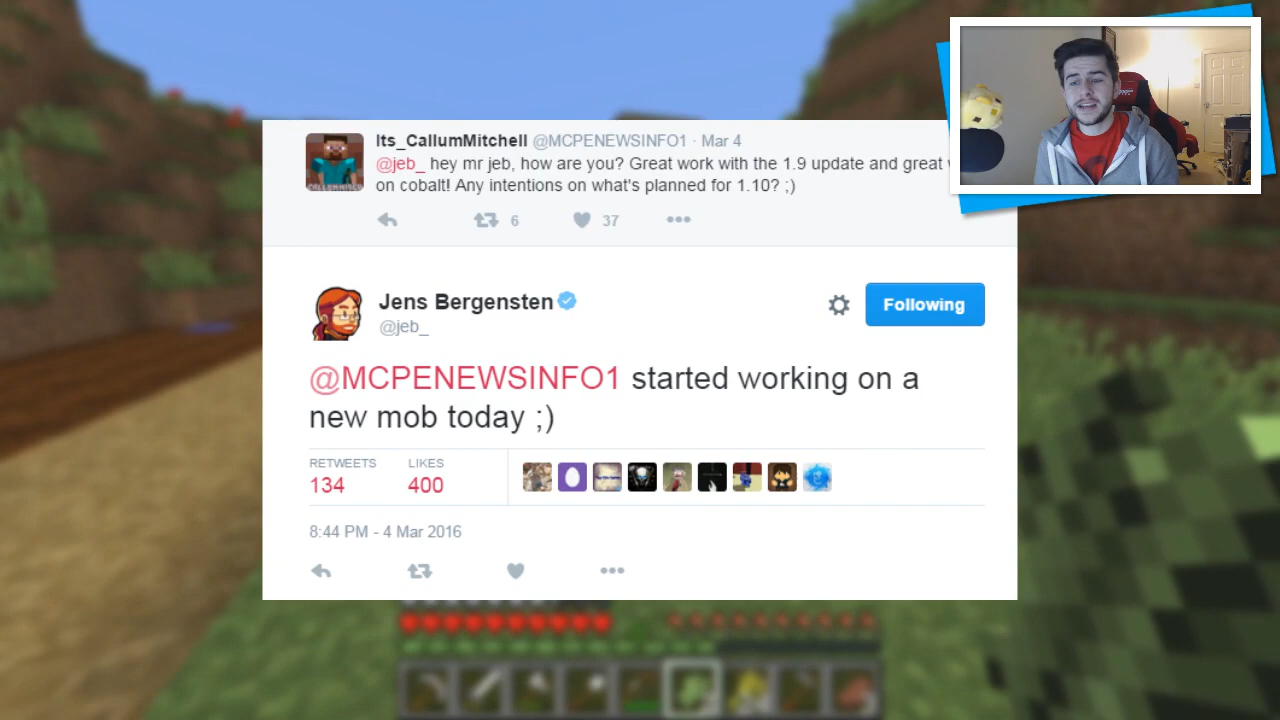 Its_CallumMitchell @MCPENEWSINFO1 · Mar 4
@jeb_ hey mr jeb, how are you? Great work with the 1.9 update and great
on cobalt! Any intentions on what's planned for 1.10? ;)
6 37
Jens Bergensten
@jeb_
Following
@MCPENEWSINFO1 started working on a
new mob today ;)
RETWEETS LIKES
134 400
8:44 PM - 4 Mar 2016